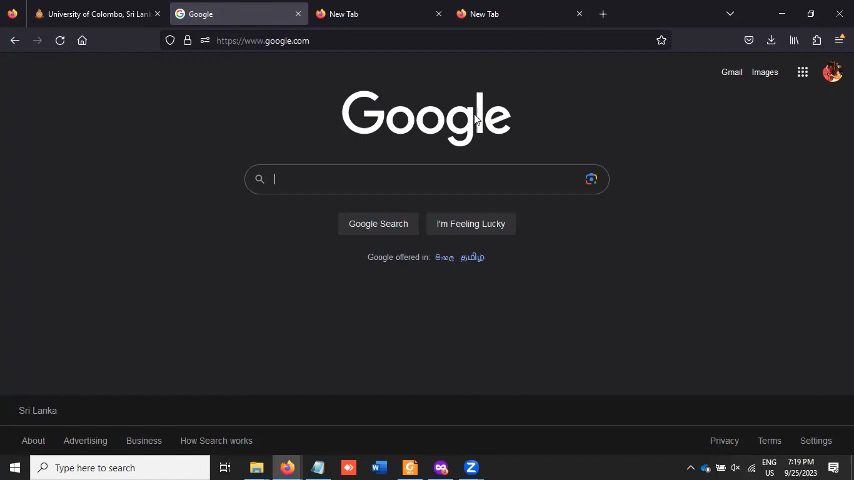 University of Colombo, Sri Lank
Google
New Tab
New Tab
https://www.google.com
Gmail
Images
Google
Google Search
I'm Feeling Lucky
Google offered in: සිංහල தமிழ்
Sri Lanka
About
Advertising
Business
How Search works
Privacy
Terms
Settings
Type here to search
ENG
US
7:19 PM
9/25/2023